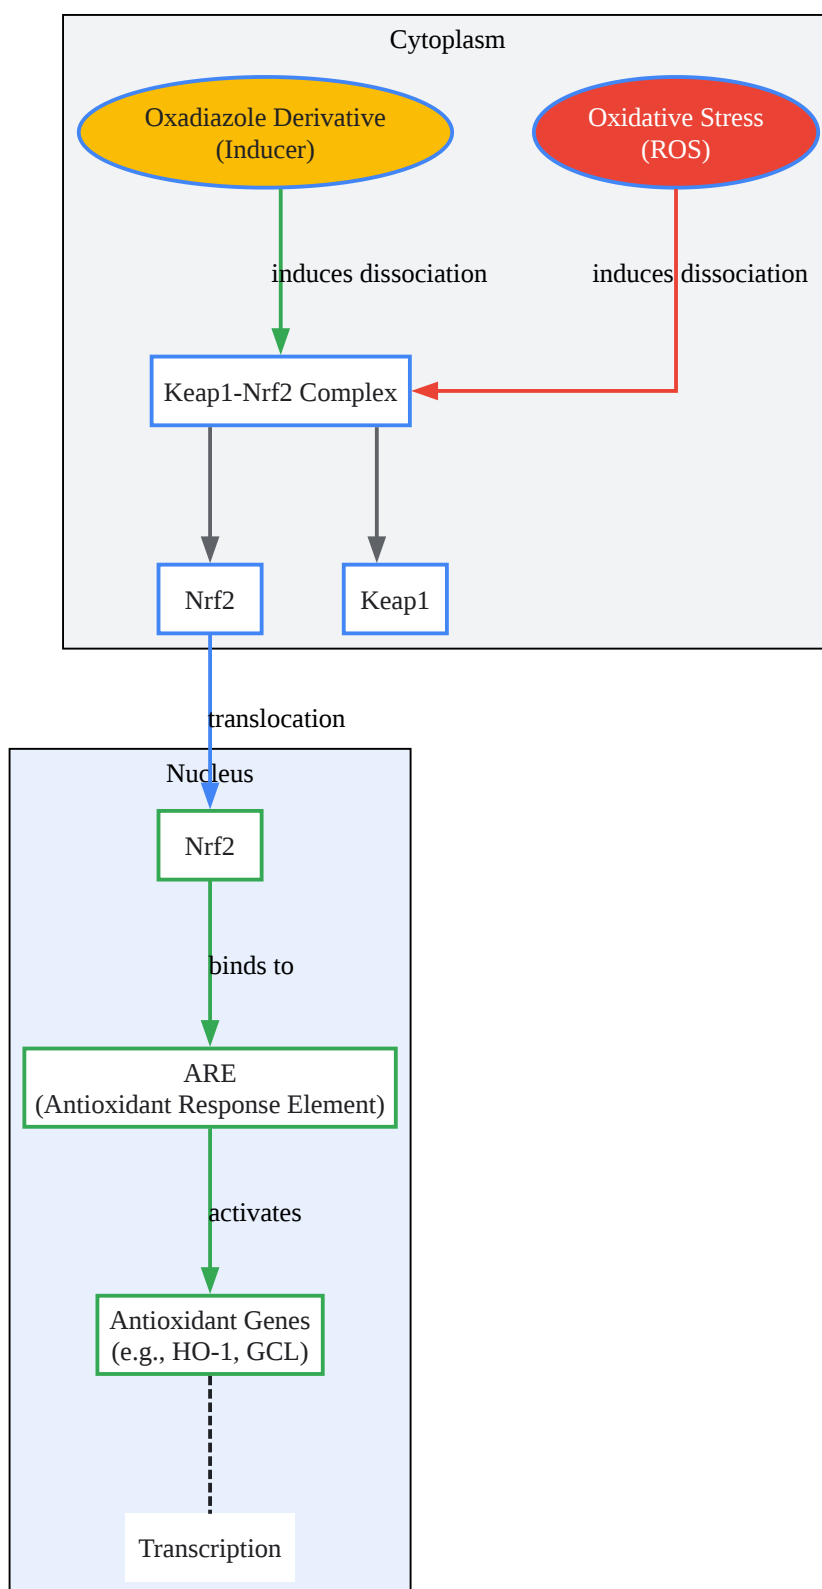 Cytoplasm
Oxadiazole Derivative
(Inducer)
Oxidative Stress
(ROS)
induces dissociation
induces dissociation
Keap1-Nrf2 Complex
Nrf2
Keap1
translocation
Nucleus
Nrf2
binds to
ARE
(Antioxidant Response Element)
activates
Antioxidant Genes
(e.g., HO-1, GCL)
Transcription